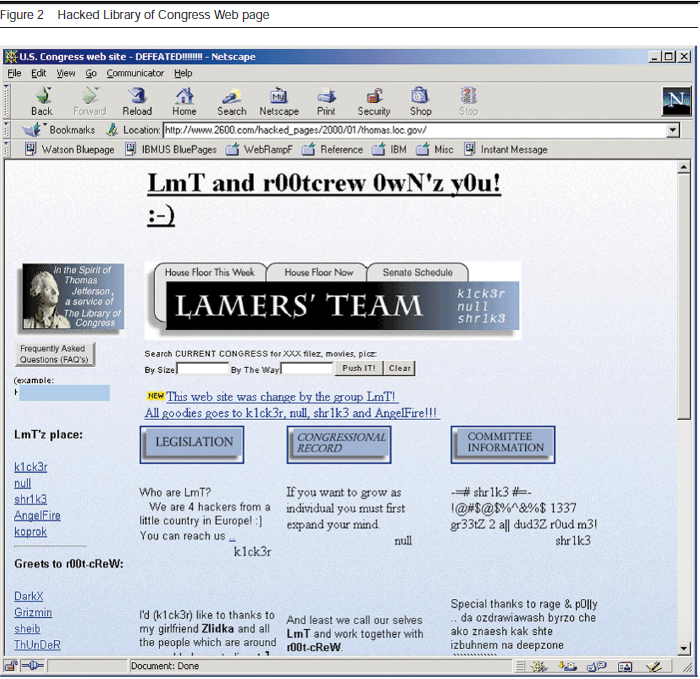 Figure 2 Hacked Library of Congress Web page
U.S. Congress web site - DEFEATED!!!!!!!! - Netscape
File Edit View Go Communicator Help
Back Forward Reload Home Search Netscape Print Security Shop Stop
N
Bookmarks Location: http://www.2600.com/hacked_pages/2000/01/thomas.loc.gov/
Watson Bluepage IBMUS BluePages WebRampF Reference IBM Misc Instant Message
LmT and r00tcrew 0wN'z y0u!
:-)
In the Spirit of
Thomas
Jefferson,
a service of
The Library of
Congress
House Floor This Week House Floor Now Senate Schedule
LAMERS' TEAM
k1ck3r
null
shr1k3
Frequently Asked
Questions (FAQ's)
(example:
Search CURRENT CONGRESS for XXX filez, movies, picz:
By Size By The Way Push IT! Clear
NEW This web site was change by the group LmT!
All goodies goes to k1ck3r, null, shr1k3 and AngelFire!!!
LmT'z place:
k1ck3r
null
shr1k3
AngelFire
koprok
Greets to r00t-cReW:
DarkX
Grizmin
sheib
ThUnDeR
LEGISLATION
Who are LmT?
We are 4 hackers from a
little country in Europe! :]
You can reach us ..
k1ck3r
I'd (k1ck3r) like to thanks to
my girlfriend Zlidka and all
the people which are around
CONGRESSIONAL
RECORD
If you want to grow as
individual you must first
expand your mind.
null
And least we call our selves
LmT and work together with
r00t-cReW.
COMMITTEE
INFORMATION
-=# shr1k3 #=-
!@#$@$%^&%$ 1337
gr33tZ 2 a|| dud3Z r0ud m3!
shr1k3
Special thanks to rage & p0||y
.. da ozdrawiawash byrzo che
ako znaesh kak shte
izbuhnem na deepzone
Document: Done